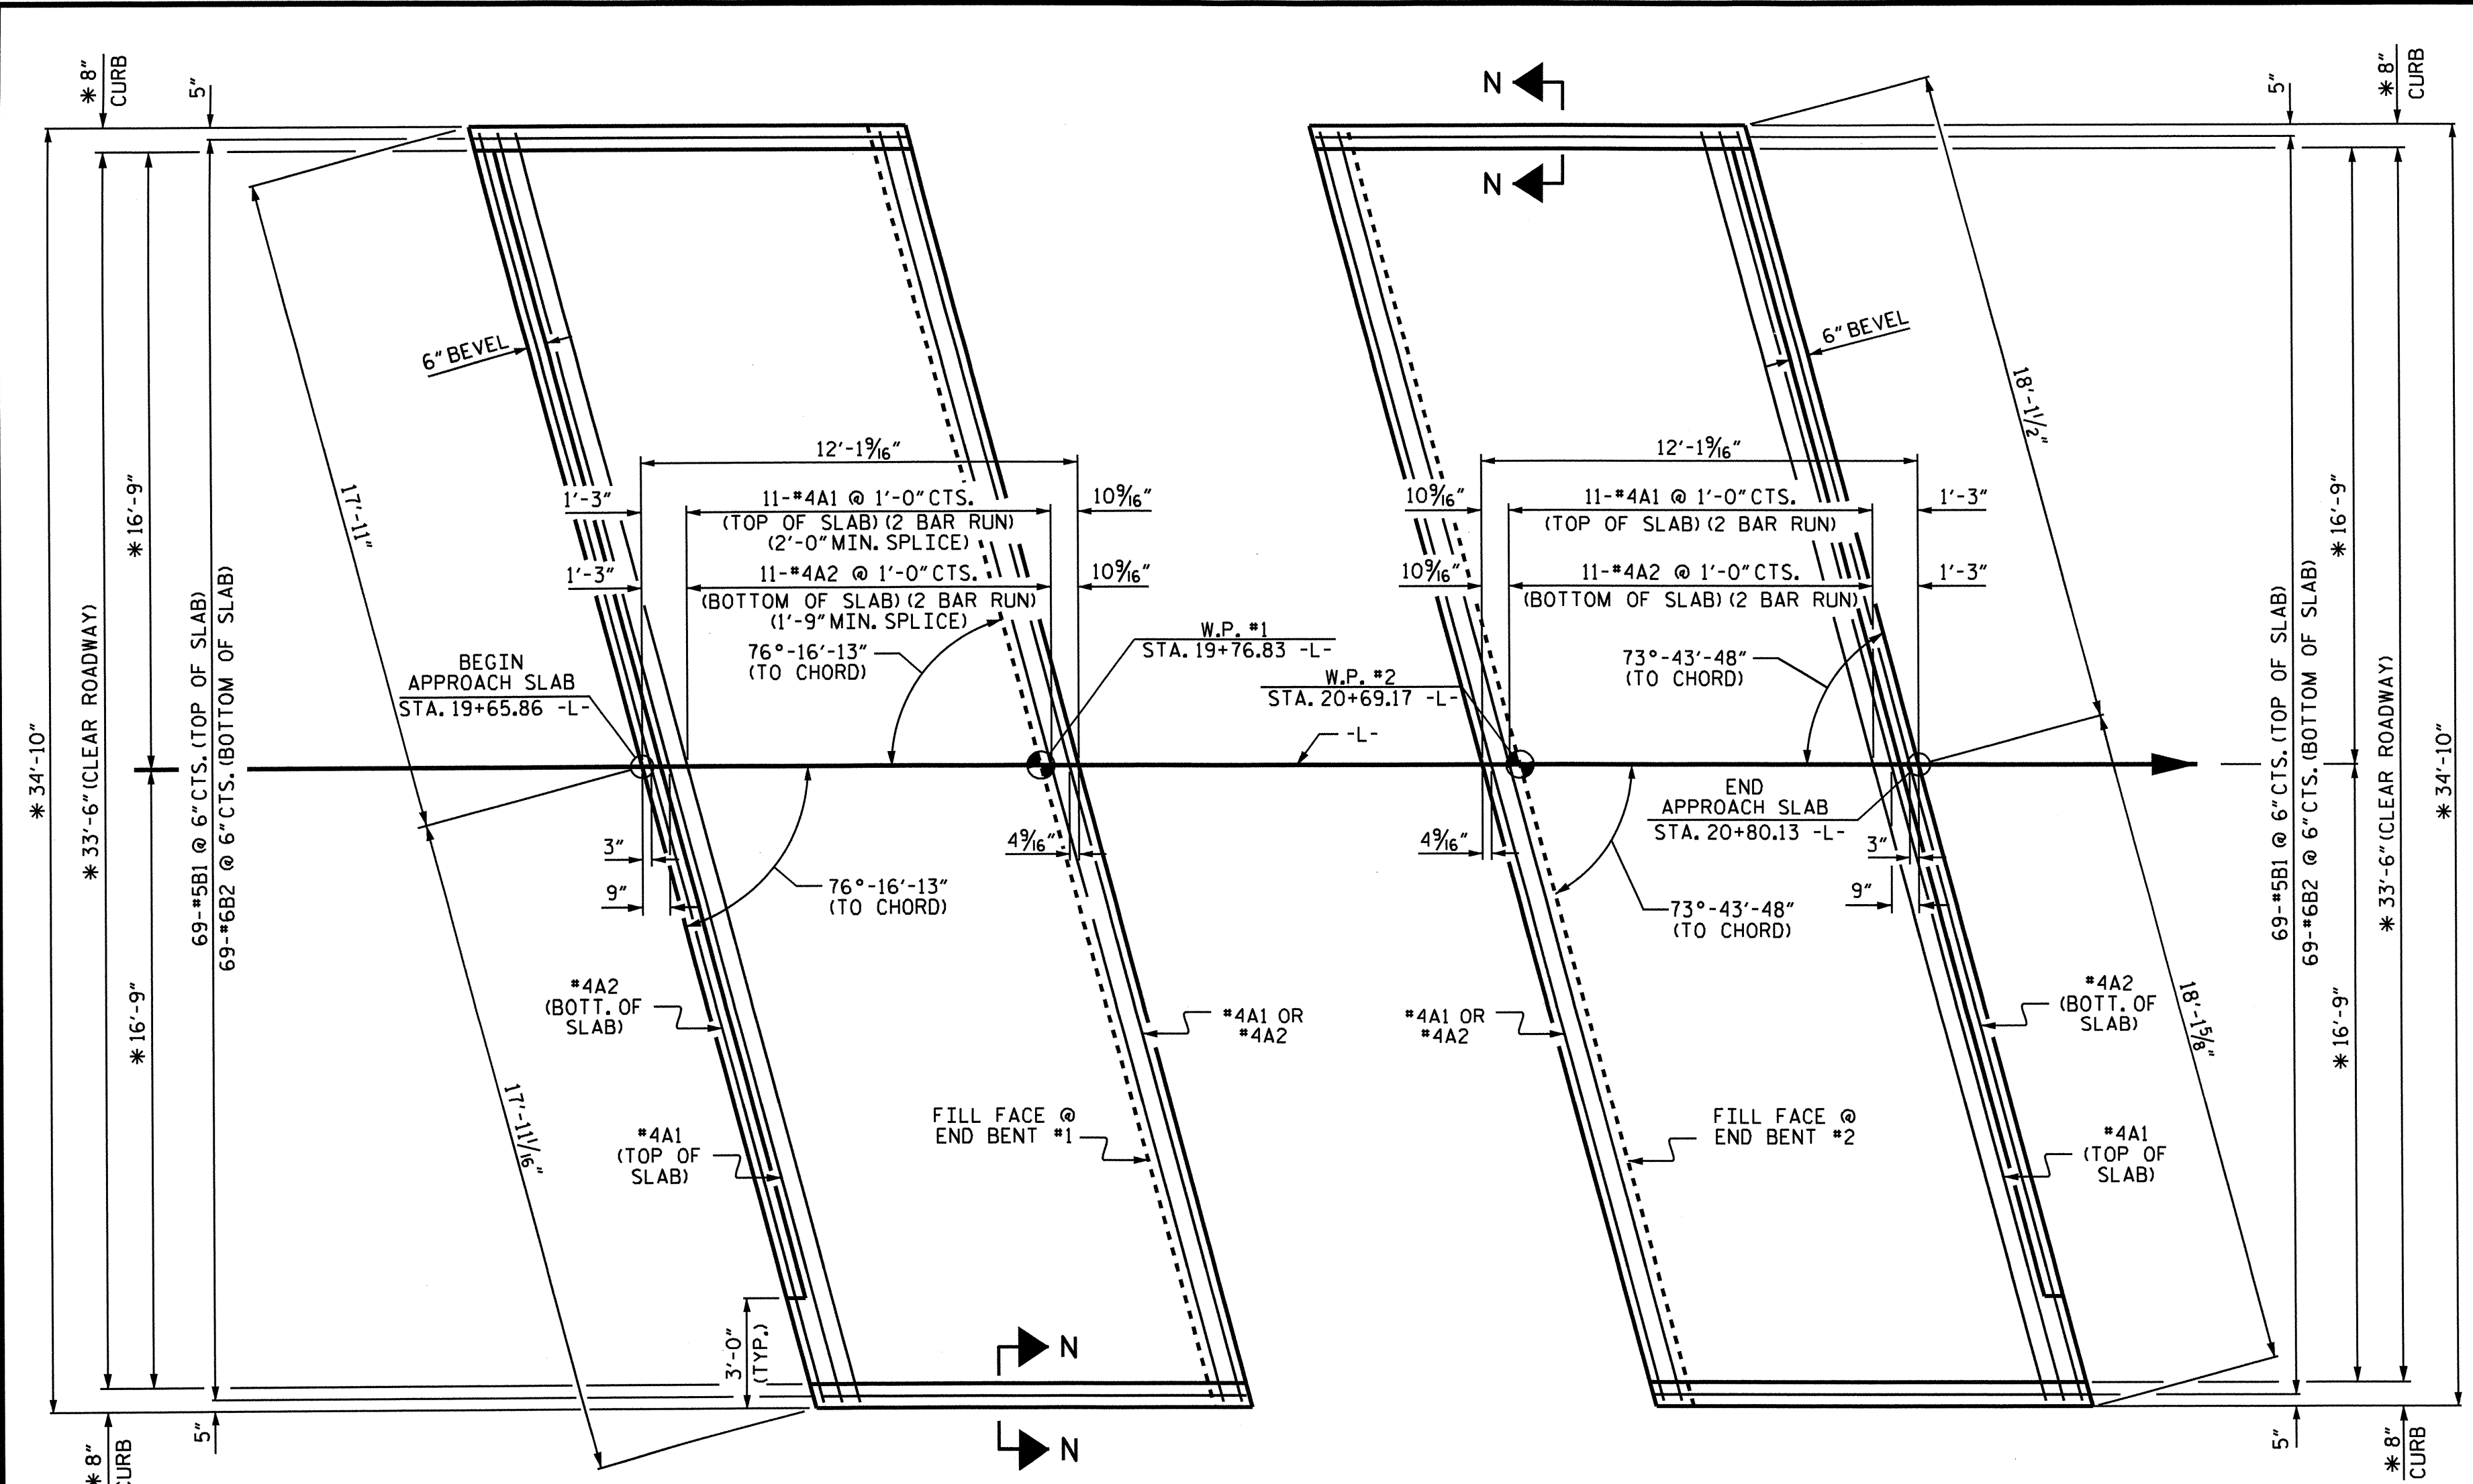 * 8"
CURB
5"
N
N
5"
* 8"
CURB
6" BEVEL
6" BEVEL
17'-11"
18'-1 1/2"
* 34'-10"
* 33'-6" (CLEAR ROADWAY)
* 16'-9"
69-#5B1 @ 6" CTS. (TOP OF SLAB)
69-#6B2 @ 6" CTS. (BOTTOM OF SLAB)
12'-1 9/16"
1'-3"
11-#4A1 @ 1'-0" CTS.
(TOP OF SLAB) (2 BAR RUN)
(2'-0" MIN. SPLICE)
10 9/16"
1'-3"
11-#4A2 @ 1'-0" CTS.
(BOTTOM OF SLAB) (2 BAR RUN)
(1'-9" MIN. SPLICE)
10 9/16"
76°-16'-13"
(TO CHORD)
W.P. #1
STA. 19+76.83 -L-
BEGIN
APPROACH SLAB
STA. 19+65.86 -L-
12'-1 9/16"
10 9/16"
11-#4A1 @ 1'-0" CTS.
(TOP OF SLAB) (2 BAR RUN)
1'-3"
10 9/16"
11-#4A2 @ 1'-0" CTS.
(BOTTOM OF SLAB) (2 BAR RUN)
1'-3"
W.P. #2
STA. 20+69.17 -L-
73°-43'-48"
(TO CHORD)
-L-
* 16'-9"
69-#5B1 @ 6" CTS. (TOP OF SLAB)
69-#6B2 @ 6" CTS. (BOTTOM OF SLAB)
* 33'-6" (CLEAR ROADWAY)
* 34'-10"
3"
9"
76°-16'-13"
(TO CHORD)
4 9/16"
4 9/16"
END
APPROACH SLAB
STA. 20+80.13 -L-
3"
9"
73°-43'-48"
(TO CHORD)
* 16'-9"
#4A2
(BOTT. OF
SLAB)
#4A1 OR
#4A2
#4A1 OR
#4A2
#4A2
(BOTT. OF
SLAB)
18'-1 5/8"
* 16'-9"
17'-11 1/16"
#4A1
(TOP OF
SLAB)
FILL FACE @
END BENT #1
FILL FACE @
END BENT #2
#4A1
(TOP OF
SLAB)
3'-0"
(TYP.)
N
N
5"
* 8"
CURB
5"
* 8"
CURB